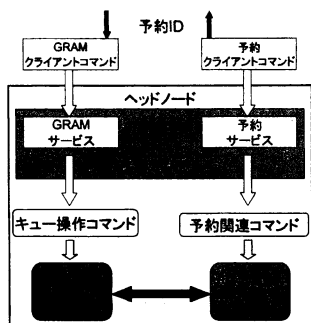 予約ID
GRAM
クライアントコマンド
予約
クライアントコマンド
ヘッドノード
GRAM
サービス
予約
サービス
キュー操作コマンド
予約関連コマンド